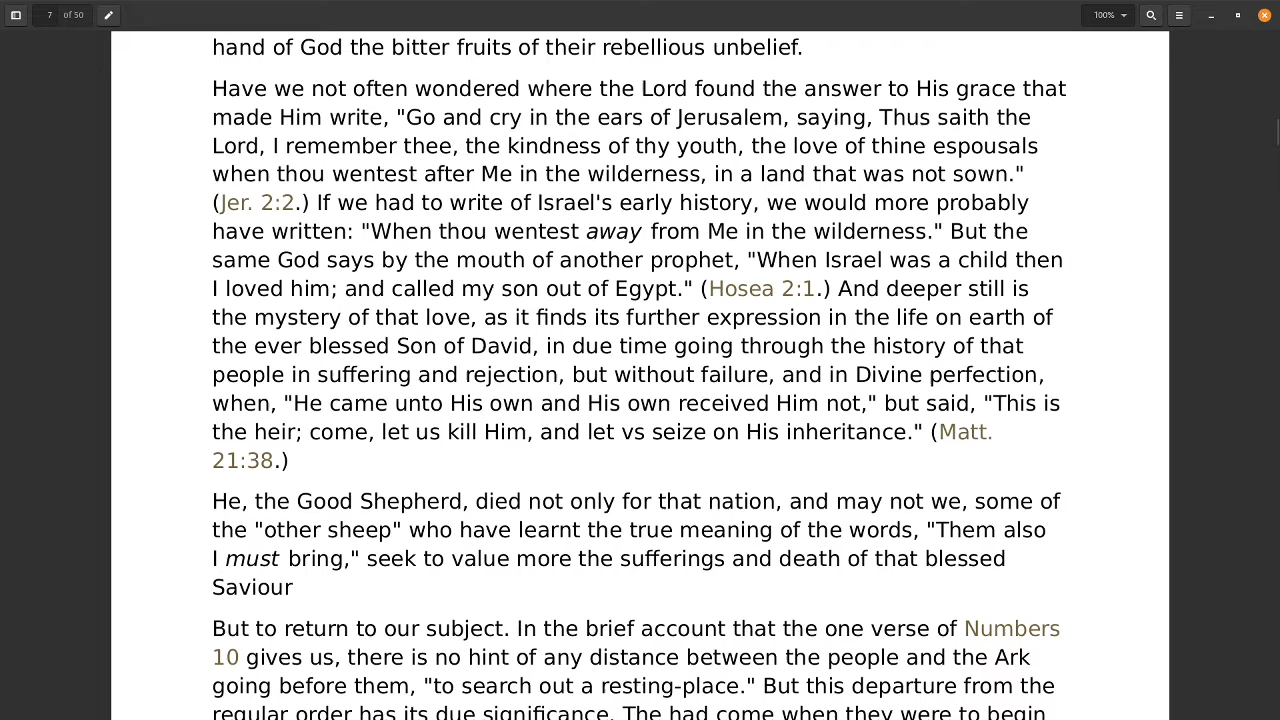 7 of 50
100%
hand of God the bitter fruits of their rebellious unbelief.
Have we not often wondered where the Lord found the answer to His grace that
made Him write, "Go and cry in the ears of Jerusalem, saying, Thus saith the
Lord, I remember thee, the kindness of thy youth, the love of thine espousals
when thou wentest after Me in the wilderness, in a land that was not sown."
(Jer. 2:2.) If we had to write of Israel's early history, we would more probably
have written: "When thou wentest away from Me in the wilderness." But the
same God says by the mouth of another prophet, "When Israel was a child then
I loved him; and called my son out of Egypt." (Hosea 2:1.) And deeper still is
the mystery of that love, as it finds its further expression in the life on earth of
the ever blessed Son of David, in due time going through the history of that
people in suffering and rejection, but without failure, and in Divine perfection,
when, "He came unto His own and His own received Him not," but said, "This is
the heir; come, let us kill Him, and let vs seize on His inheritance." (Matt.
21:38.)
He, the Good Shepherd, died not only for that nation, and may not we, some of
the "other sheep" who have learnt the true meaning of the words, "Them also
I must bring," seek to value more the sufferings and death of that blessed
Saviour
But to return to our subject. In the brief account that the one verse of Numbers
10 gives us, there is no hint of any distance between the people and the Ark
going before them, "to search out a resting-place." But this departure from the
regular order has its due significance. The had come when they were to begin